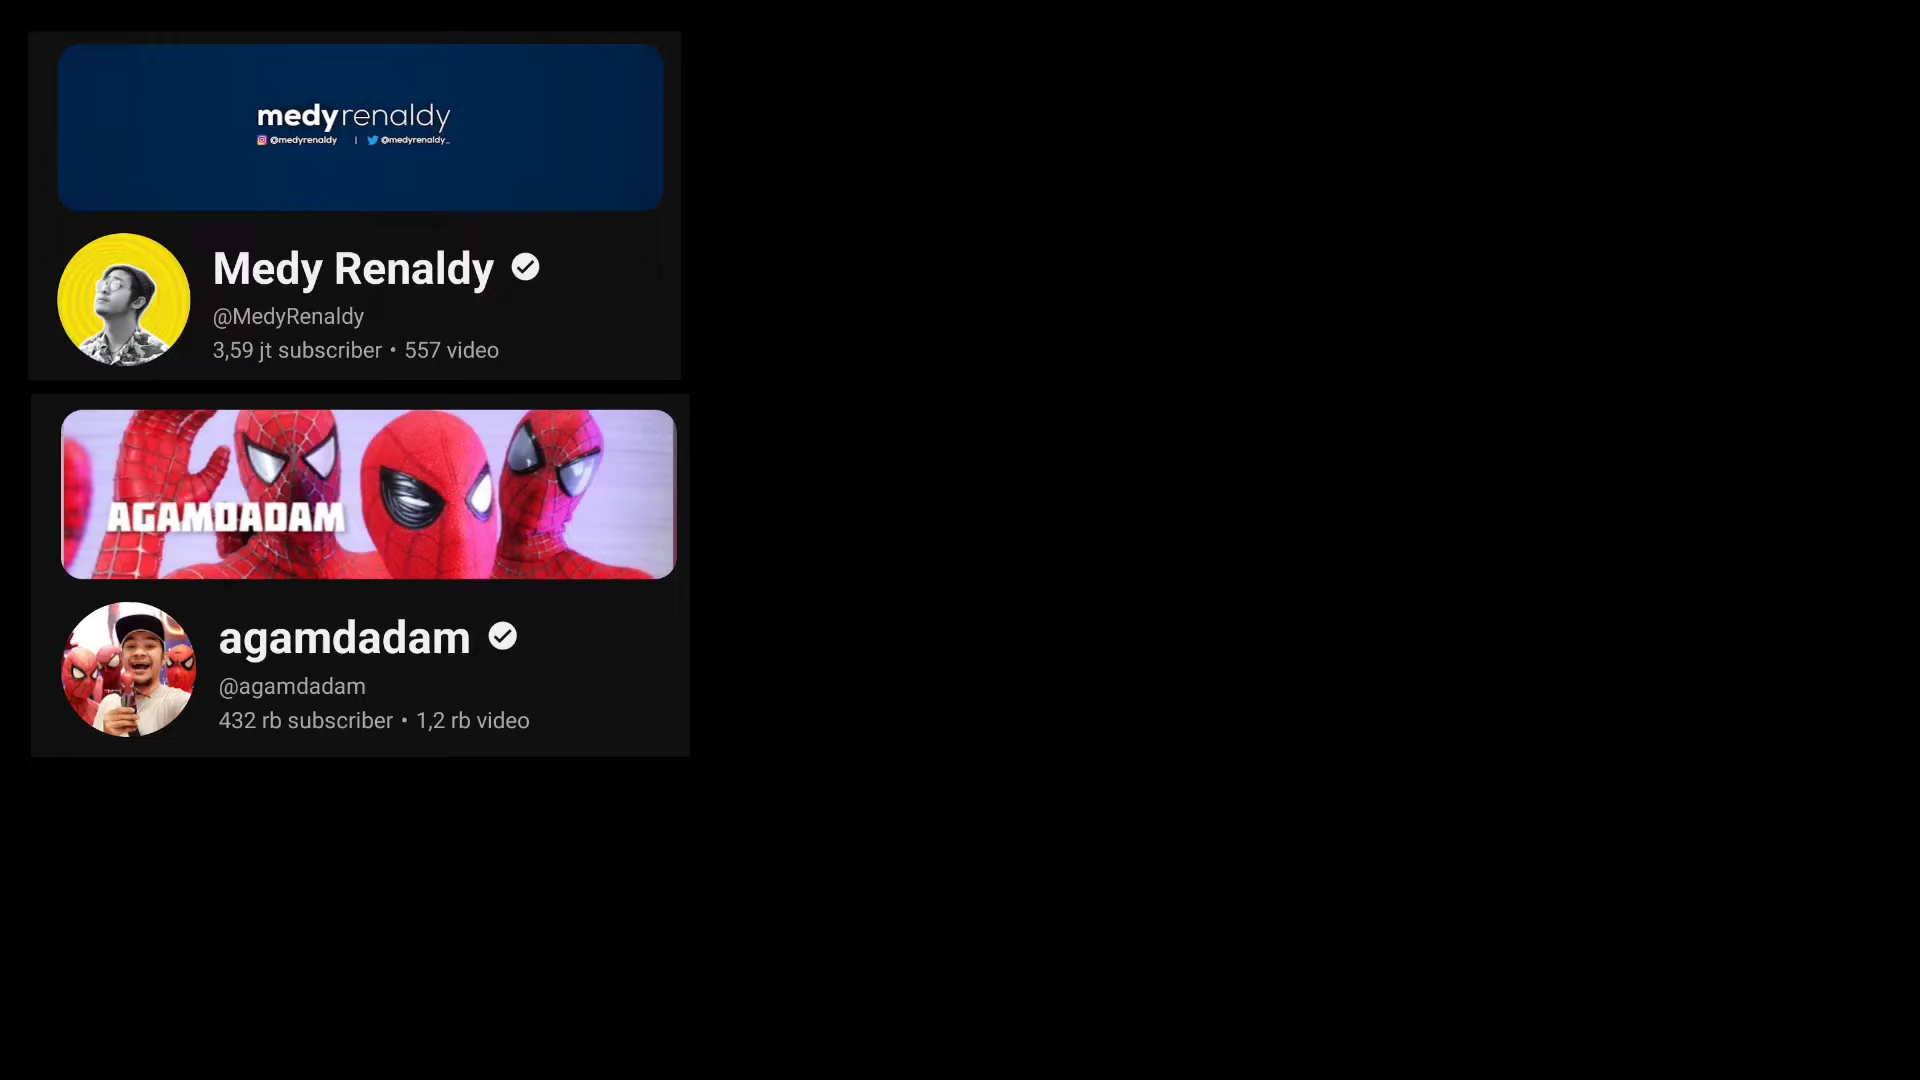 medyrenaldy
@medyrenaldy | @medyrenaldy_
Medy Renaldy
@MedyRenaldy
3,59 jt subscriber • 557 video
AGAMDADAM
agamdadam
@agamdadam
432 rb subscriber • 1,2 rb video